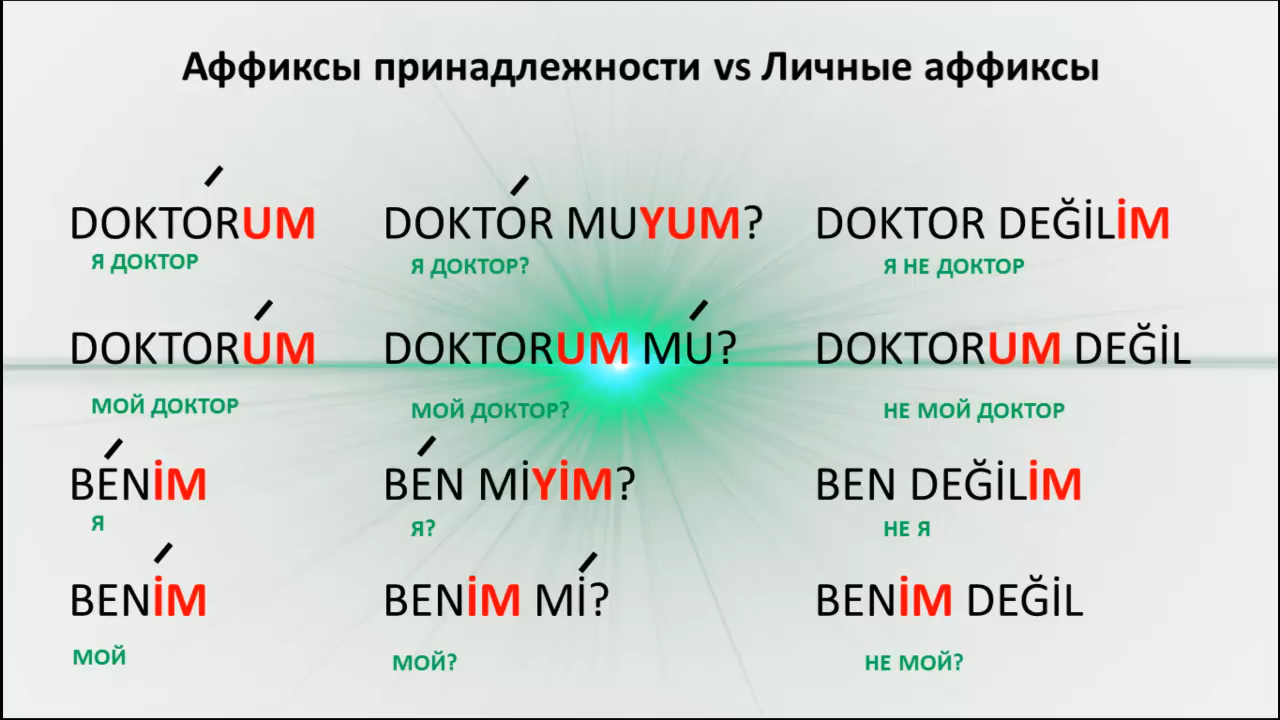 Аффиксы принадлежности vs Личные аффиксы
DOKTORUM DOKTOR MUYUM? DOKTOR DEĞİLİM
Я ДОКТОР Я ДОКТОР? Я НЕ ДОКТОР
DOKTORUM DOKTORUM MU? DOKTORUM DEĞİL
МОЙ ДОКТОР МОЙ ДОКТОР? НЕ МОЙ ДОКТОР
BENİM BEN MİYİM? BEN DEĞİLİM
Я Я? НЕ Я
BENİM BENİM Mİ? BENİM DEĞİL
МОЙ МОЙ? НЕ МОЙ?